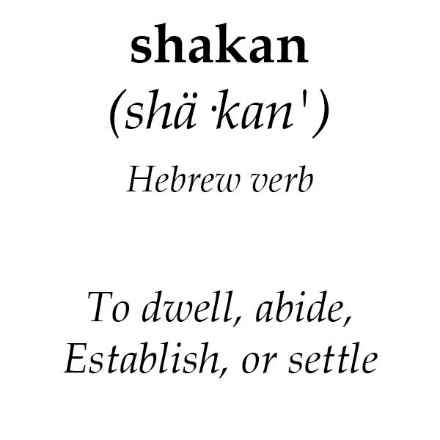 shakan
(shä·kan')
Hebrew verb
To dwell, abide,
Establish, or settle